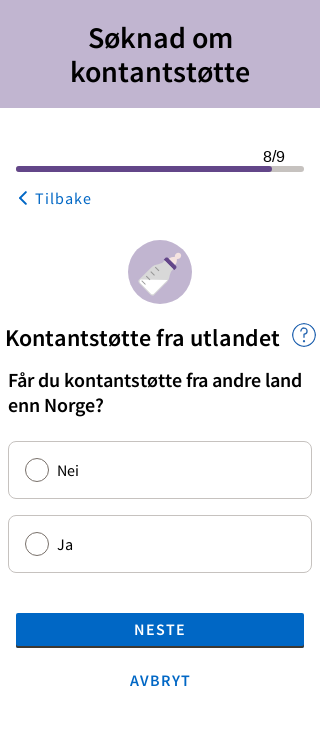 Søknad om
kontantstøtte
8/9
Tilbake
Kontantstøtte fra utlandet
Får du kontantstøtte fra andre land
enn Norge?
Nei
Ja
NESTE
AVBRYT